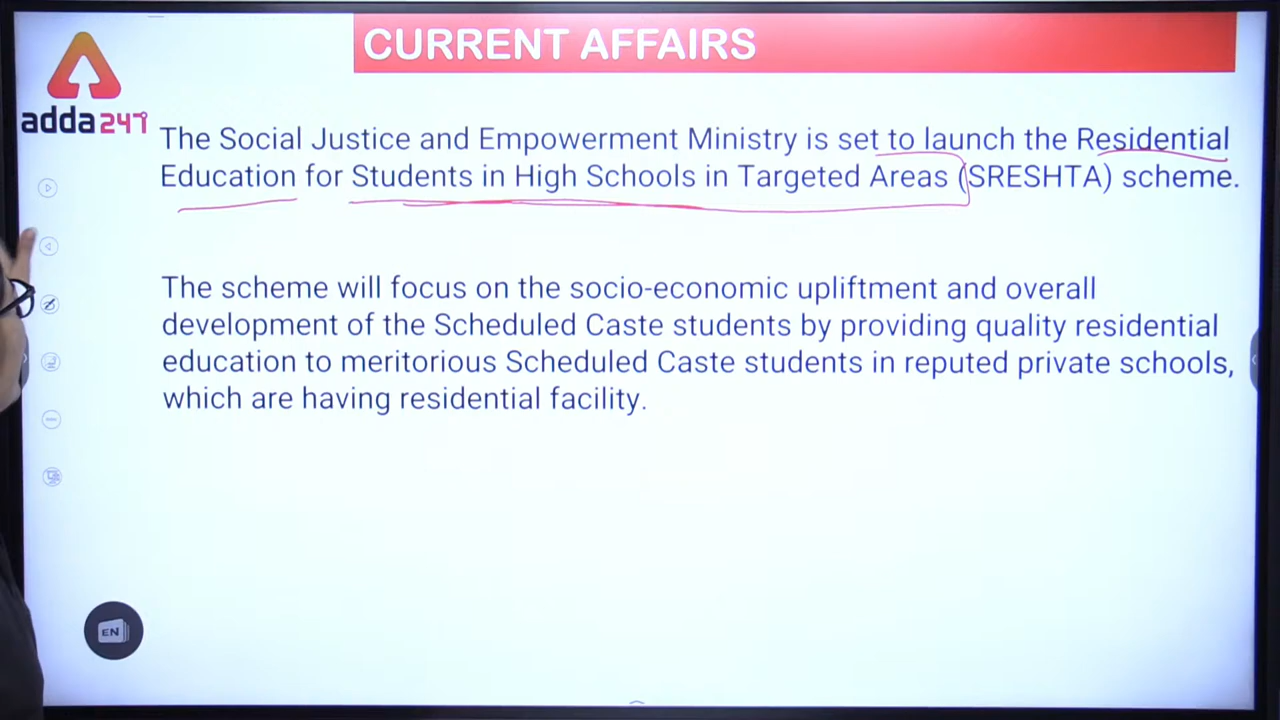 CURRENT AFFAIRS
adda247
The Social Justice and Empowerment Ministry is set to launch the Residential
Education for Students in High Schools in Targeted Areas (SRESHTA) scheme.
The scheme will focus on the socio-economic upliftment and overall
development of the Scheduled Caste students by providing quality residential
education to meritorious Scheduled Caste students in reputed private schools,
which are having residential facility.
EN